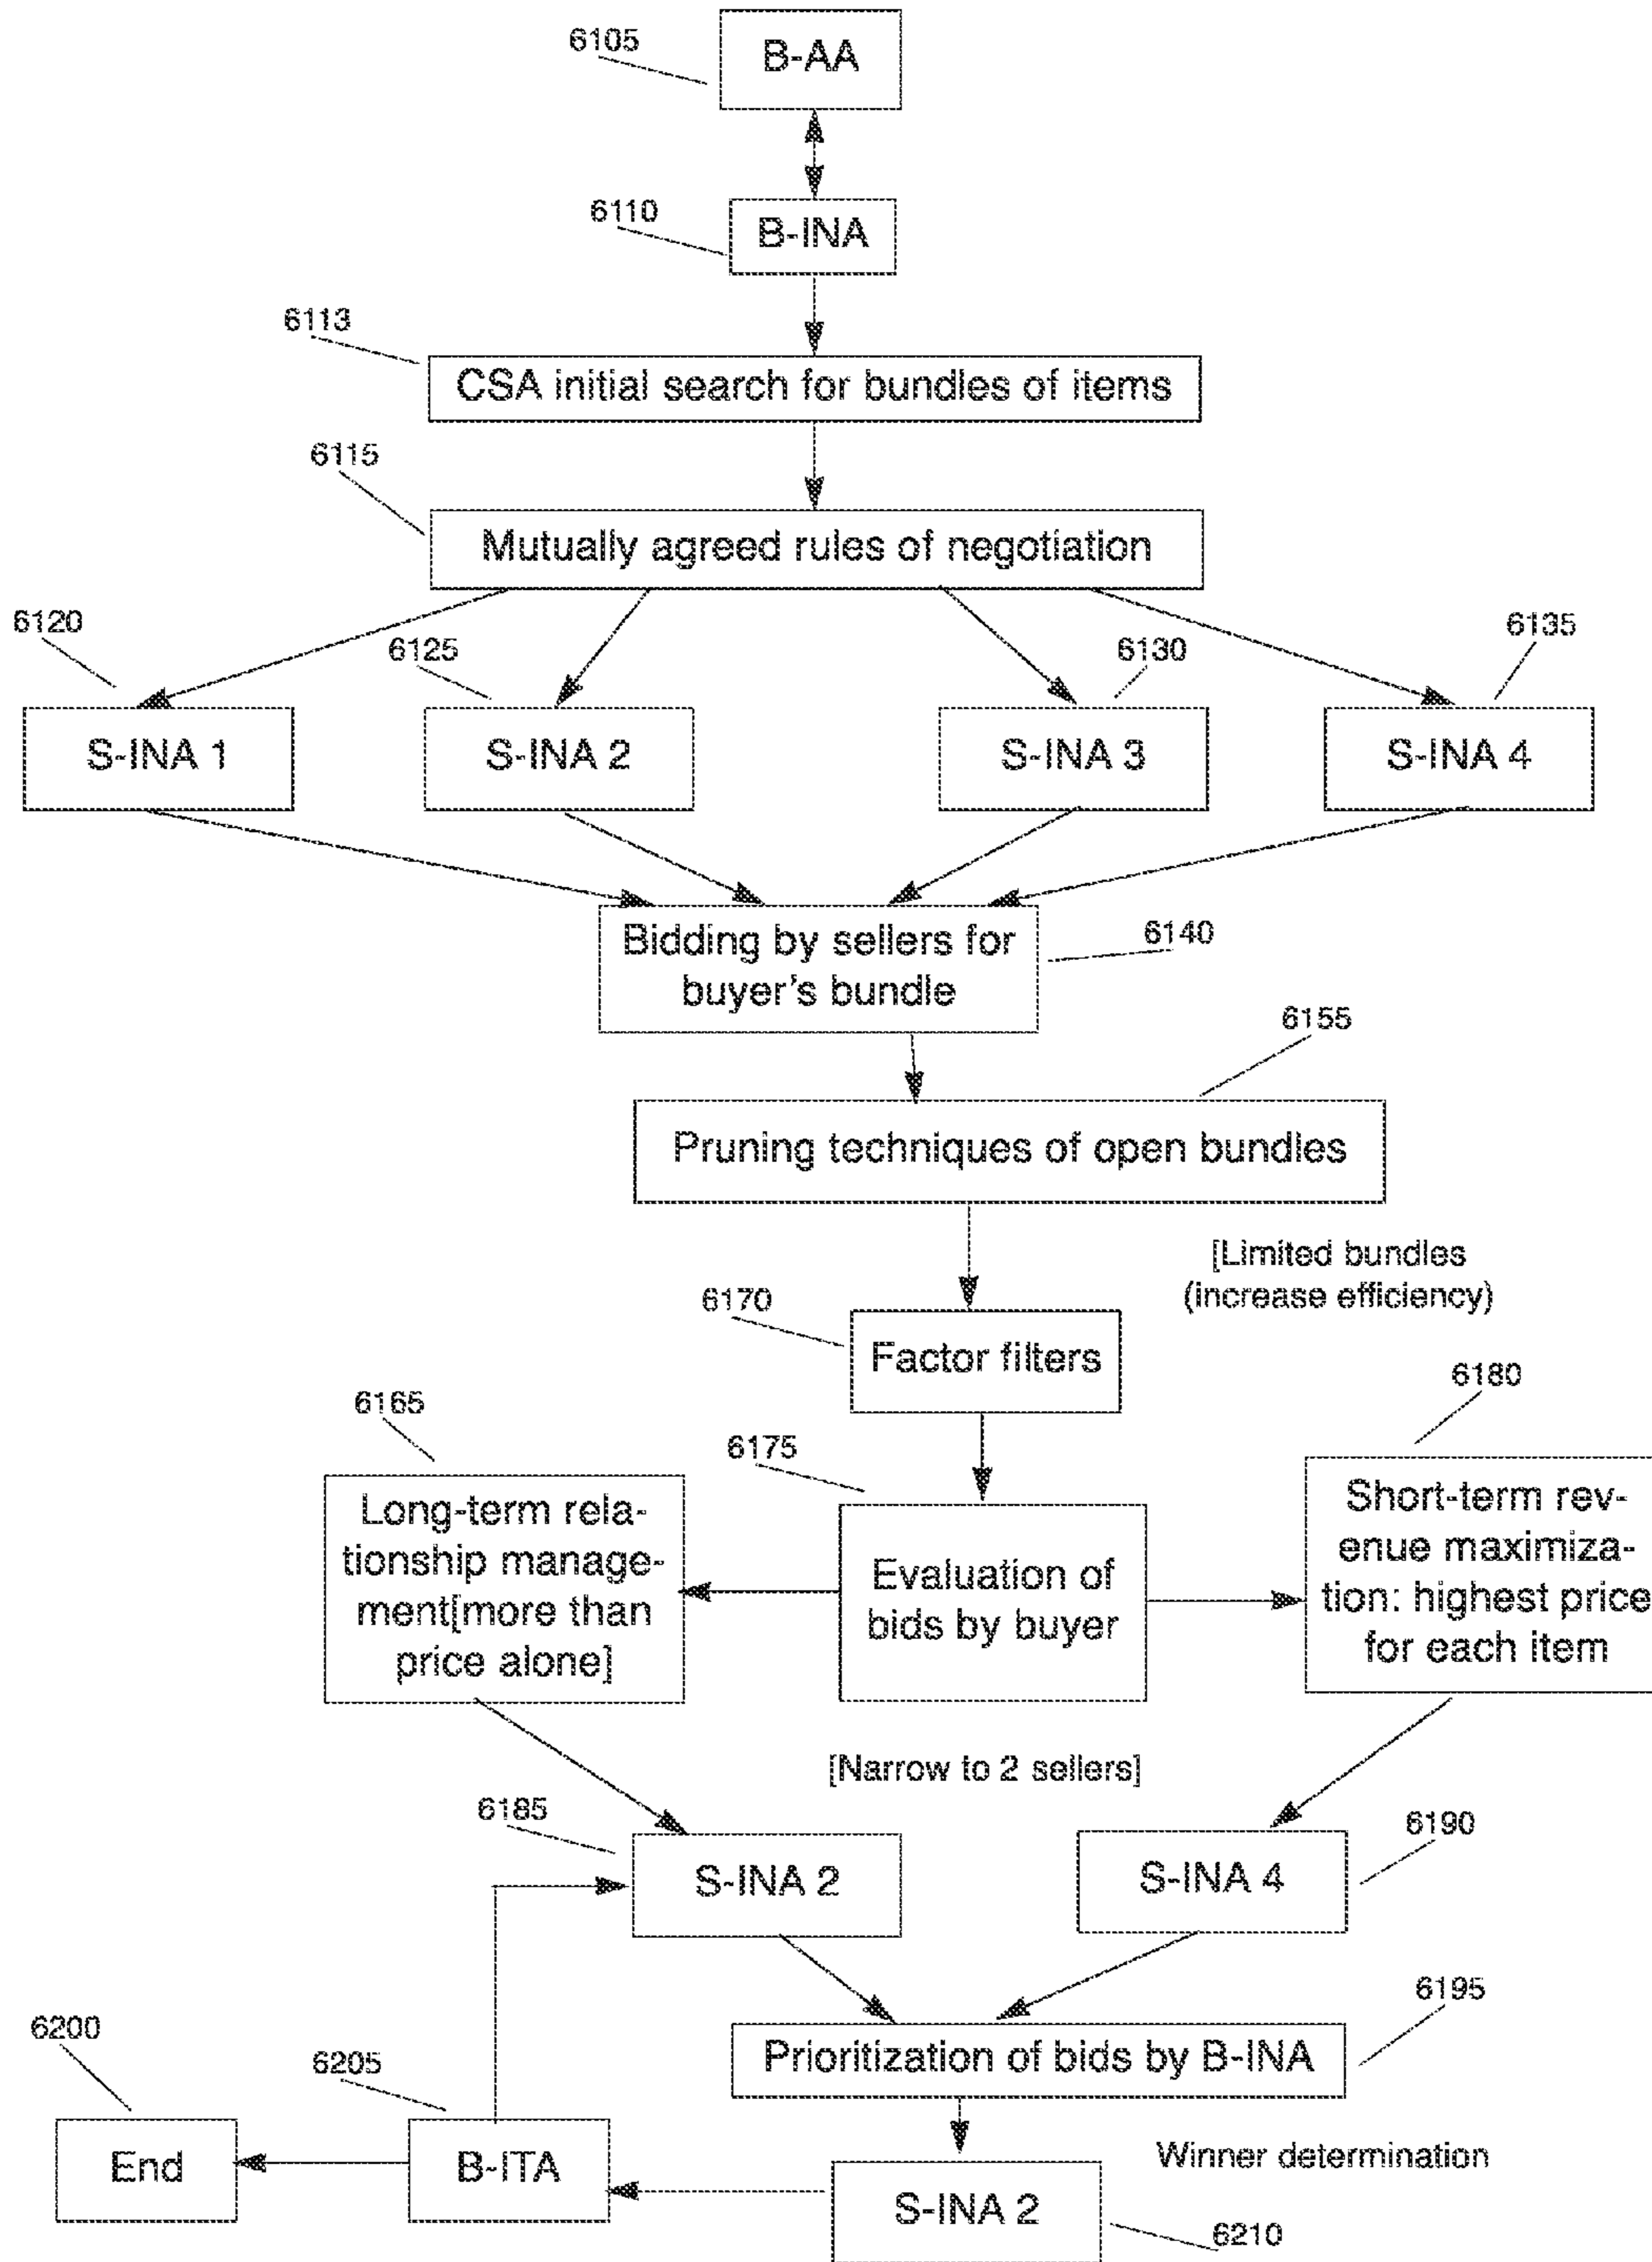 6105
B-AA
6110
B-INA
6113
CSA initial search for bundles of items
6115
Mutually agreed rules of negotiation
6120
6125
6130
6135
S-INA 1
S-INA 2
S-INA 3
S-INA 4
Bidding by sellers for
buyer's bundle
6140
6155
Pruning techniques of open bundles
[Limited bundles
(increase efficiency)
6170
Factor filters
6165
6175
6180
Long-term rela-
tionship manage-
ment[more than
price alone]
Evaluation of
bids by buyer
Short-term rev-
enue maximiza-
tion: highest price
for each item
[Narrow to 2 sellers]
6185
S-INA 2
6190
S-INA 4
6195
Prioritization of bids by B-INA
6200
End
6205
B-ITA
Winner determination
S-INA 2
6210